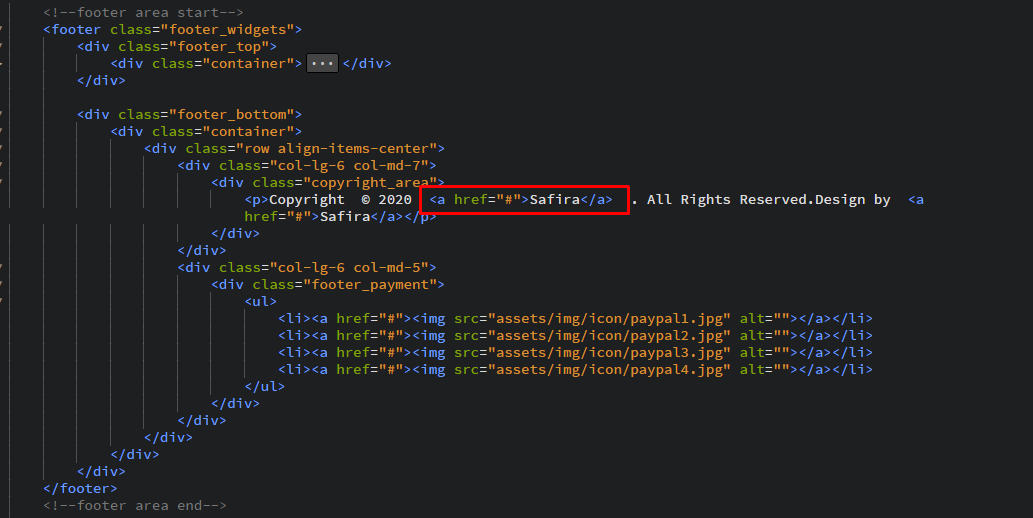 <!--footer area start-->
<footer class="footer_widgets">
<div class="footer_top">
<div class="container"> ... </div>
</div>
<div class="footer_bottom">
<div class="container">
<div class="row align-items-center">
<div class="col-lg-6 col-md-7">
<div class="copyright_area">
<p>Copyright  © 2020  <a href="#">Safira</a>  . All Rights Reserved.Design by  <a
href="#">Safira</a></p>
</div>
</div>
<div class="col-lg-6 col-md-5">
<div class="footer_payment">
<ul>
<li><a href="#"><img src="assets/img/icon/paypal1.jpg" alt=""></a></li>
<li><a href="#"><img src="assets/img/icon/paypal2.jpg" alt=""></a></li>
<li><a href="#"><img src="assets/img/icon/paypal3.jpg" alt=""></a></li>
<li><a href="#"><img src="assets/img/icon/paypal4.jpg" alt=""></a></li>
</ul>
</div>
</div>
</div>
</div>
</div>
</footer>
<!--footer area end-->